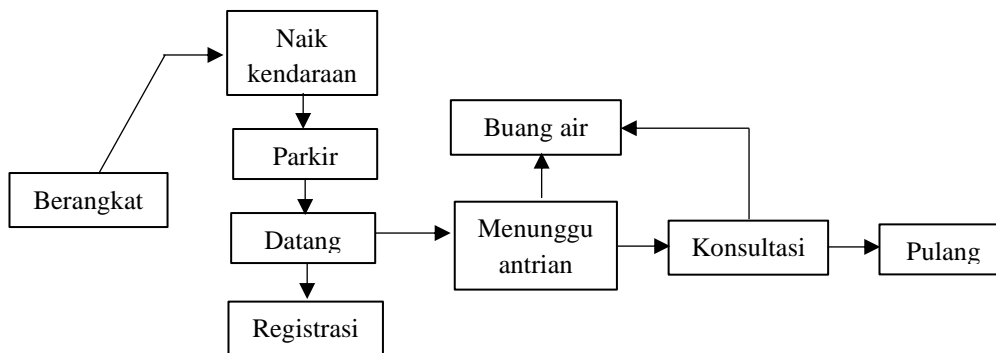 Naik
kendaraan
Buang air
Parkir
Berangkat
Datang
Menunggu
antrian
Konsultasi
Pulang
Registrasi